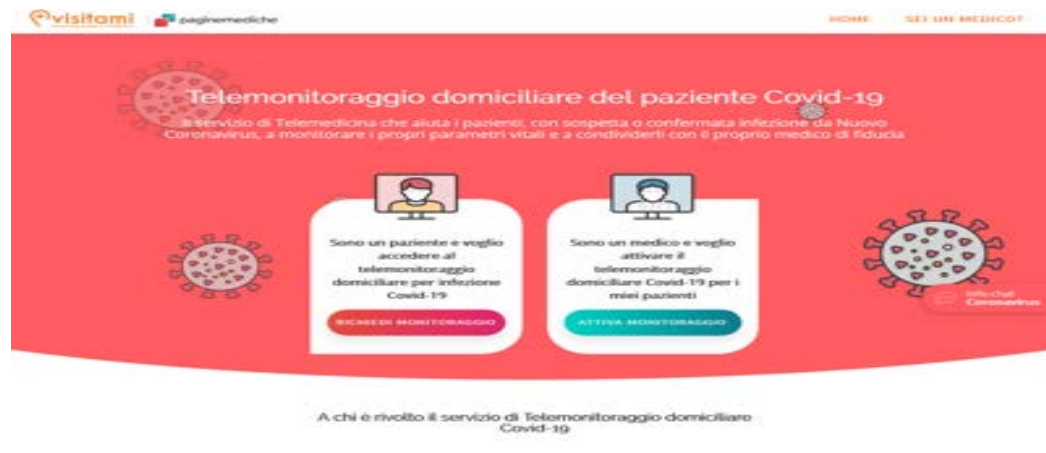 visitami
paginemediche
HOME
SEI UN MEDICO?
Telemonitoraggio domiciliare del paziente Covid-19
Il servizio di Telemedicina che aiuta i pazienti, con sospetta o confermata infezione da Nuovo
Coronavirus, a monitorare i propri parametri vitali e a condividerli con il proprio medico di fiducia
Sono un paziente e voglio
accedere al
telemonitoraggio
domiciliare per infezione
Covid-19
RICHIEDI MONITORAGGIO
Sono un medico e voglio
attivare il
telemonitoraggio
domiciliare Covid-19 per i
miei pazienti
ATTIVA MONITORAGGIO
Coronavirus
A chi è rivolto il servizio di Telemonitoraggio domiciliare
Covid-19